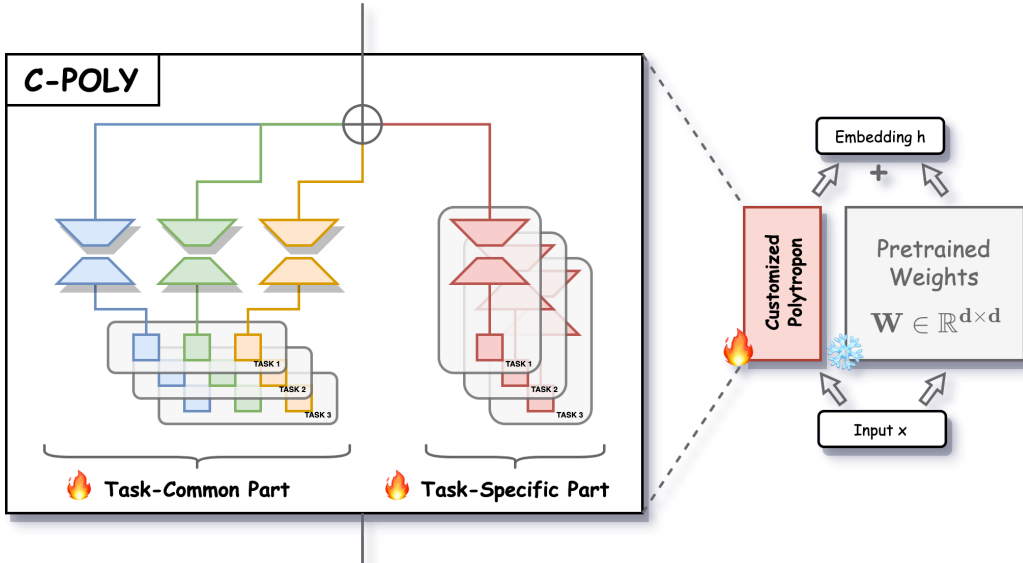 C-POLY
TASK 1
TASK 2
TASK 3
TASK 1
TASK 2
TASK 3
Task-Common Part
Task-Specific Part
Embedding h
+
Customized
Polytropon
Pretrained
Weights
W ∈ ℝ^{d×d}
Input x